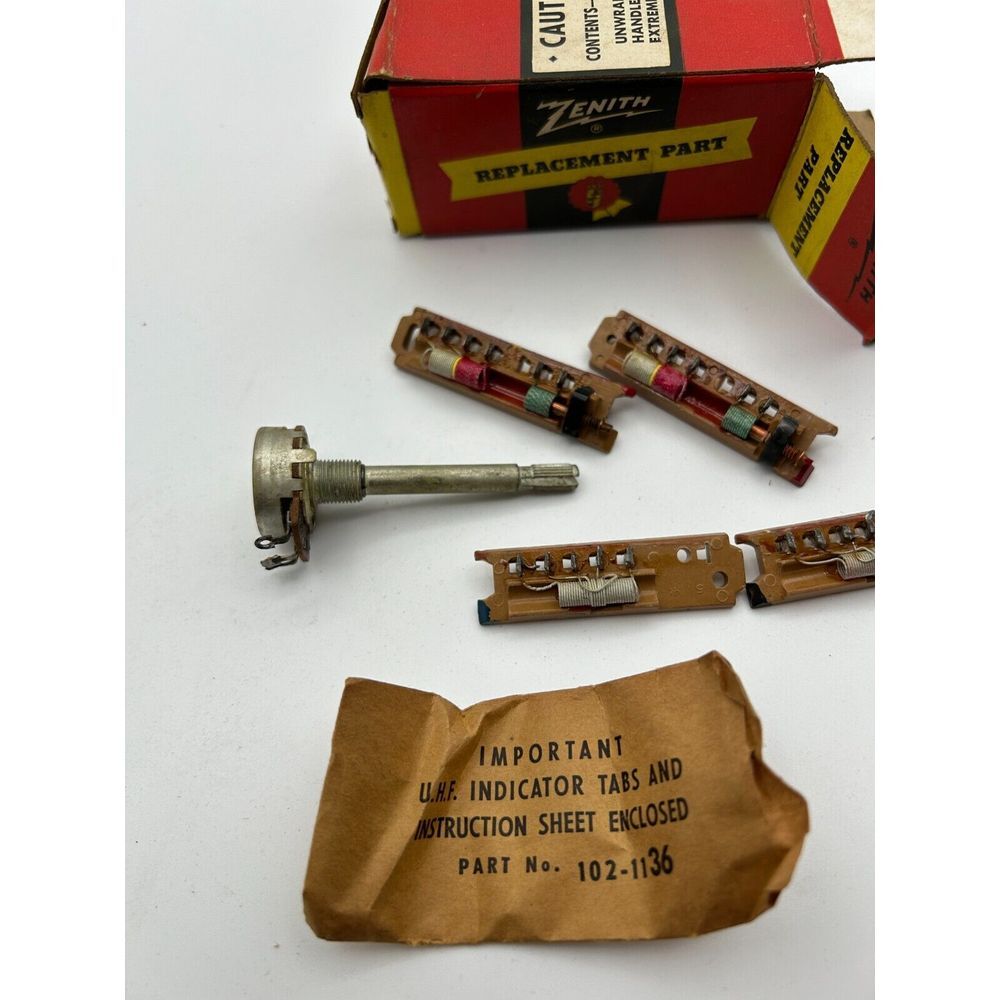 • CAUT
CONTENTS—
UNWRA
HANDLE
EXTREME
ZENITH
®
REPLACEMENT PART
REPLACEMENT
PART
®
NITH
IMPORTANT
U.H.F. INDICATOR TABS AND
INSTRUCTION SHEET ENCLOSED
PART No. 102-1136